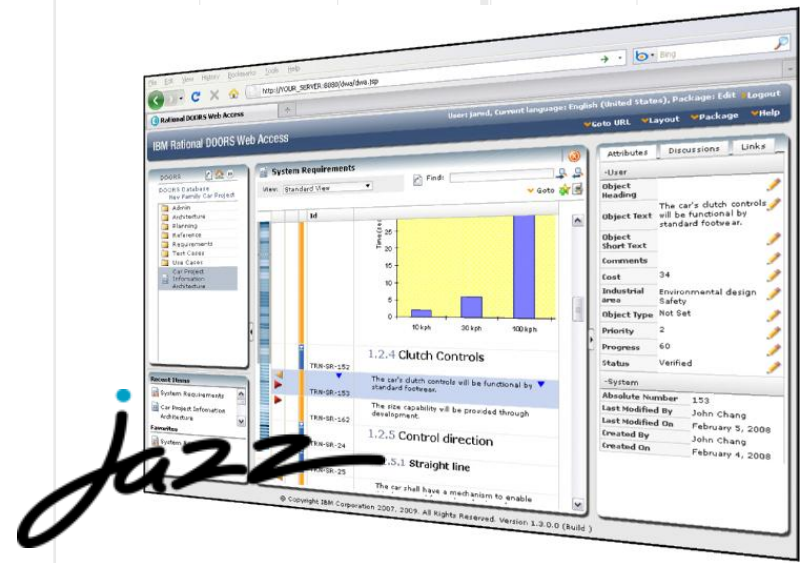 File Edit View History Bookmarks Tools Help
http://YOUR_SERVER:8080/dwa/dwa.jsp
Bing
Rational DOORS Web Access
User: jared, Current language: English (United States), Package: Edit Logout
IBM Rational DOORS Web Access
Goto URL Layout Package Help
DOORS
DOORS Database
New Family Car Project
Admin
Architecture
Planning
Reference
Requirements
Test Cases
Use Cases
Car Project
Information
Architecture
Recent Items
System Requirements
Car Project Information
Architecture
Favorites
System
System Requirements
View: Standard View
Find:
Goto
Id
25
20
15
10
5
0
10kph 30kph 100kph
1.2.4 Clutch Controls
TRN-SR-152
The car's clutch controls will be functional by
standard footwear.
TRN-SR-153
The size capability will be provided through
development.
TRN-SR-162
1.2.5 Control direction
TRN-SR-24
.5.1 Straight line
TRN-SR-25
The car shall have a mechanism to enable
Attributes Discussions Links
-User
Object
Heading
Object Text The car's clutch controls
will be functional by
standard footwear.
Object
Short Text
Comments
Cost 34
Industrial
area Environmental design
Safety
Object Type Not Set
Priority 2
Progress 60
Status Verified
-System
Absolute Number 153
Last Modified
By John Chang
Last Modified
On February 5, 2008
Created By John Chang
Created On February 4, 2008
© Copyright IBM Corporation 2007, 2009. All Rights Reserved. Version 1.3.0.0 (Build )
jazz